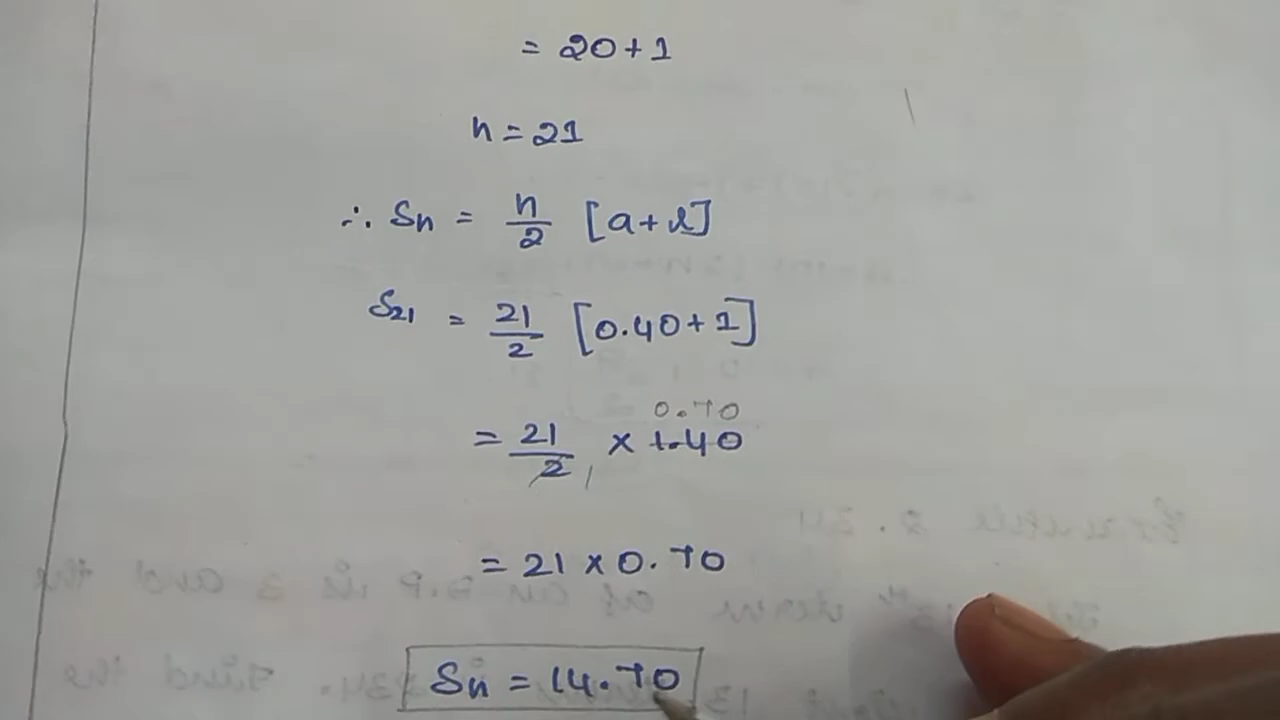 = 20+1
n = 21
∴ Sn = n/2 [a+l]
S21 = 21/2 [0.40+1]
0.70
= 21/2 × 1.40
1
= 21 × 0.70
Sn = 14.70